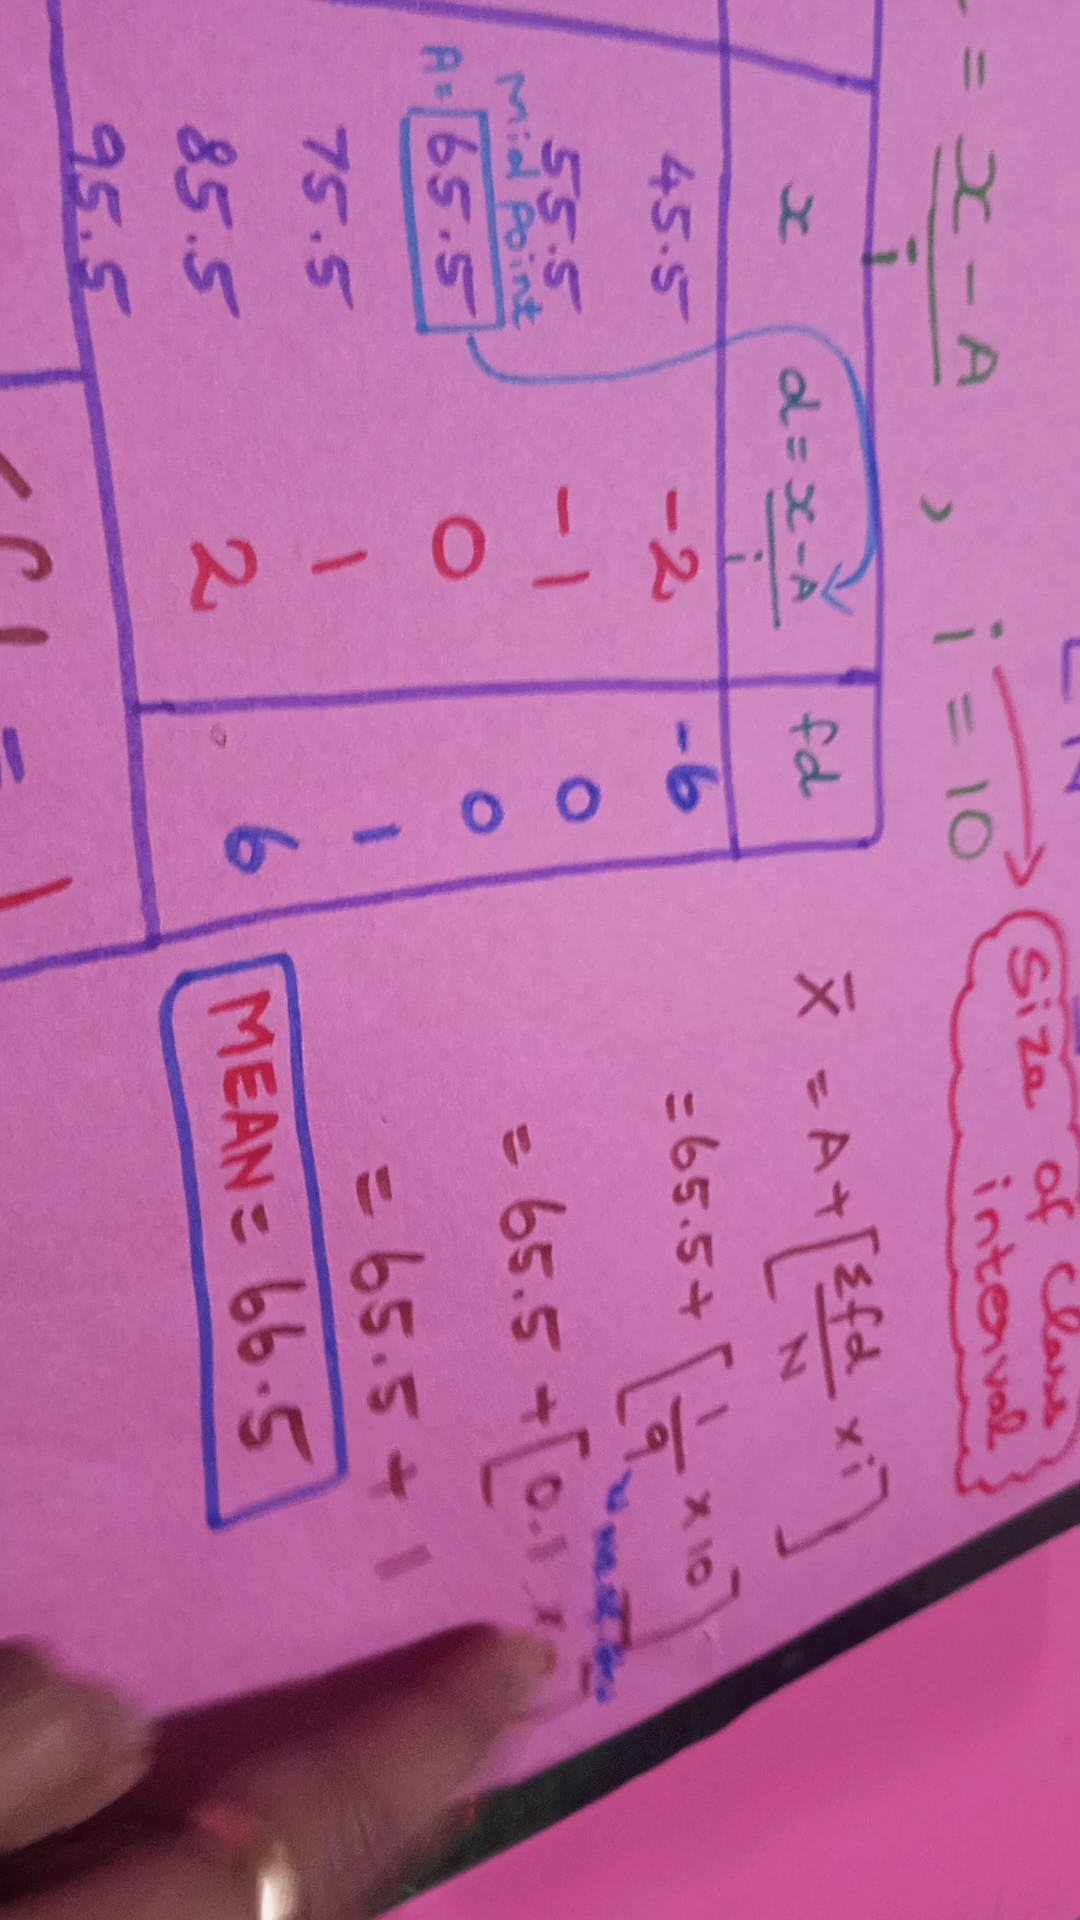 = x - A / i , i = 10
Size of Class
interval
x d = x - A / i fd
45.5 -2 -6
55.5 -1 0
Mid Point
A = 65.5 0 0
75.5 1 1
85.5 2 6
95.5
= 1
X̄ = A + [ Σfd / N × i ]
= 65.5 + [ 1 / 9 × 10 ]
= 65.5 + [ 0.1 ×
= 65.5 + 1
MEAN = 66.5